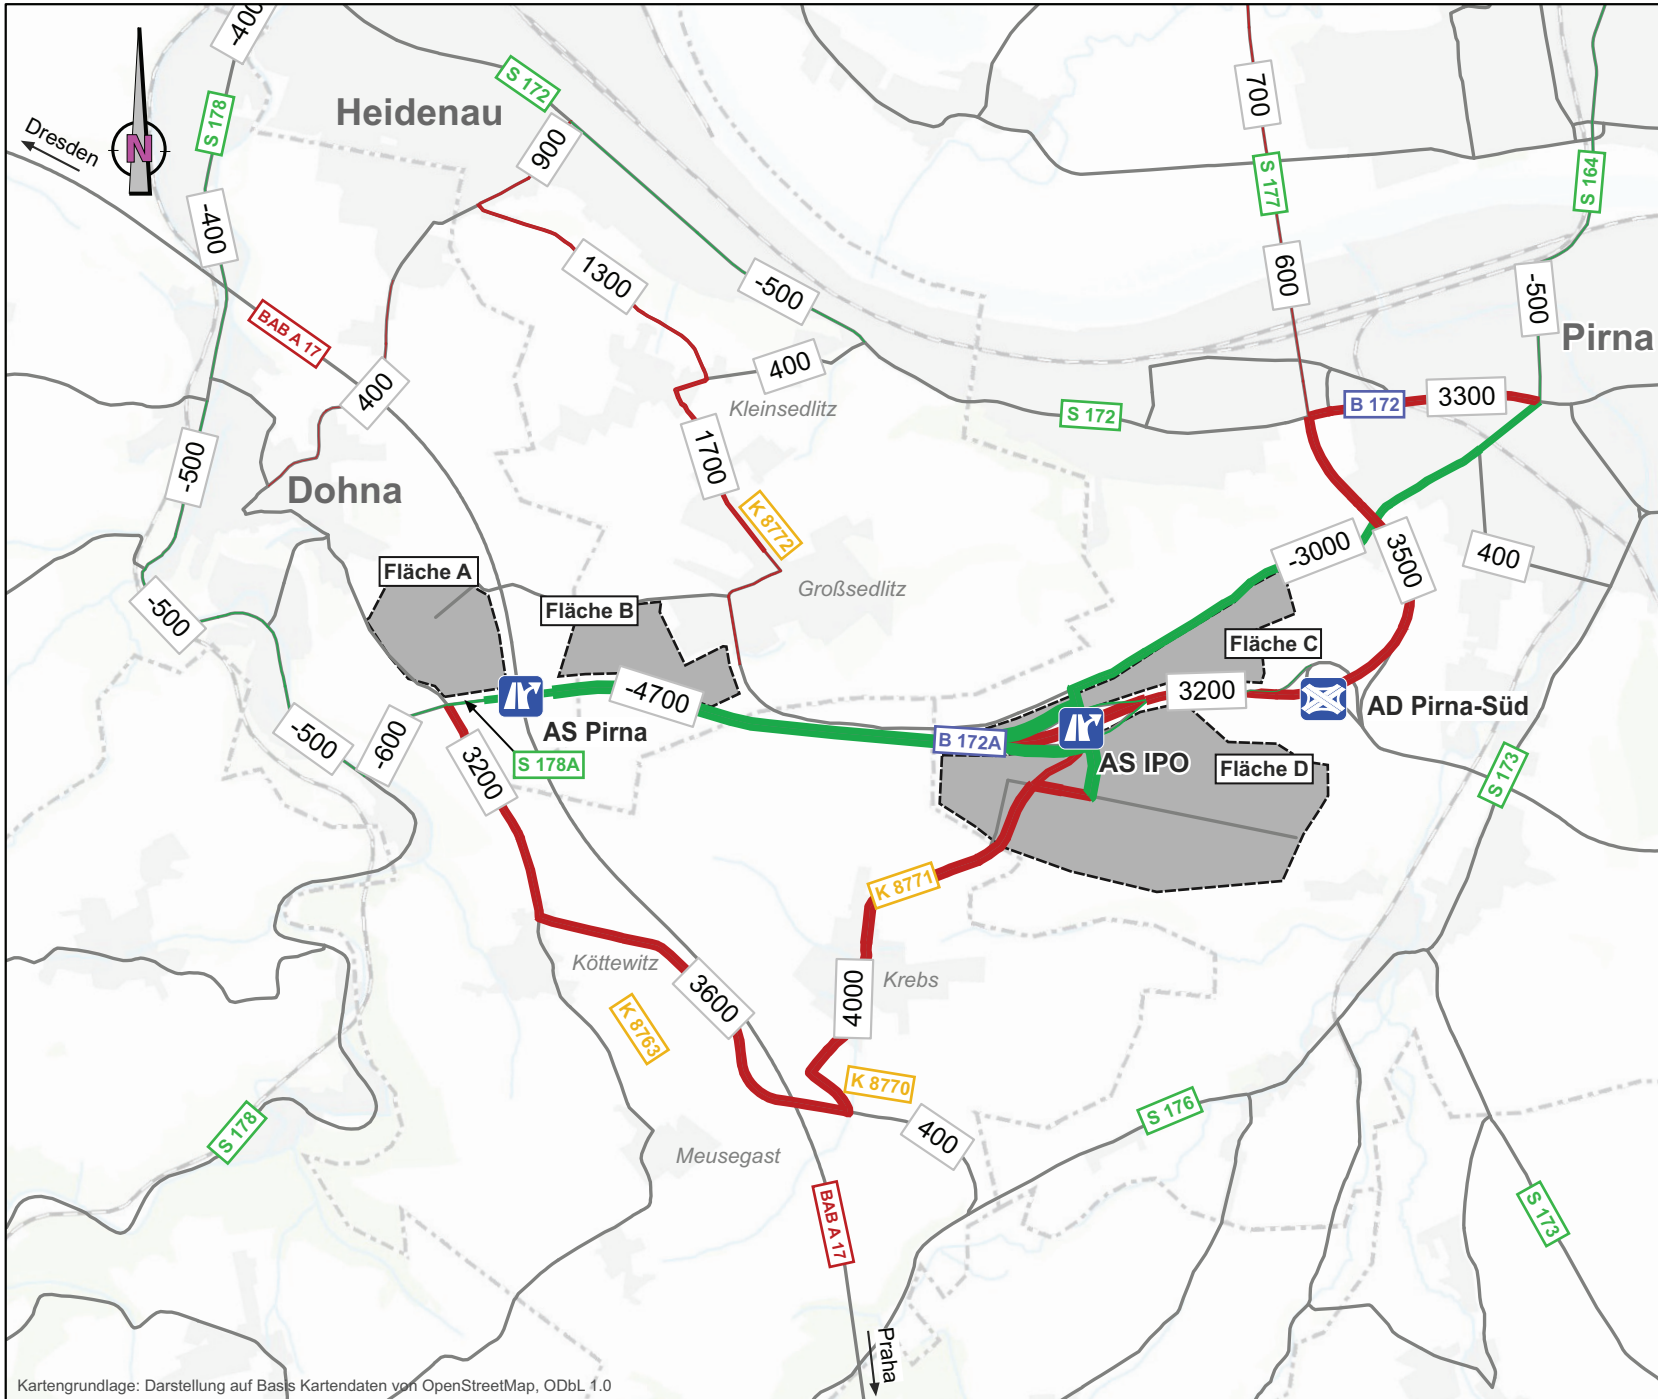 -400
S 178
Heidenau
S 172
900
700
Dresden
N
S 177
S 164
-400
1300
-500
600
-500
BAB A 17
Pirna
400
400
Kleinsedlitz
B 172
3300
S 172
-500
1700
Dohna
K 8772
-3000
3500
400
Fläche A
Großsedlitz
-500
Fläche B
Fläche C
-4700
3200
AD Pirna-Süd
AS Pirna
-500
-600
B 172A
S 178A
3200
AS IPO
Fläche D
S 173
K 8771
Köttewitz
3600
4000
Krebs
K 8763
K 8770
S 178
400
S 176
Meusegast
BAB A 17
S 173
Praha
Kartengrundlage: Darstellung auf Basis Kartendaten von OpenStreetMap, ODbL 1.0